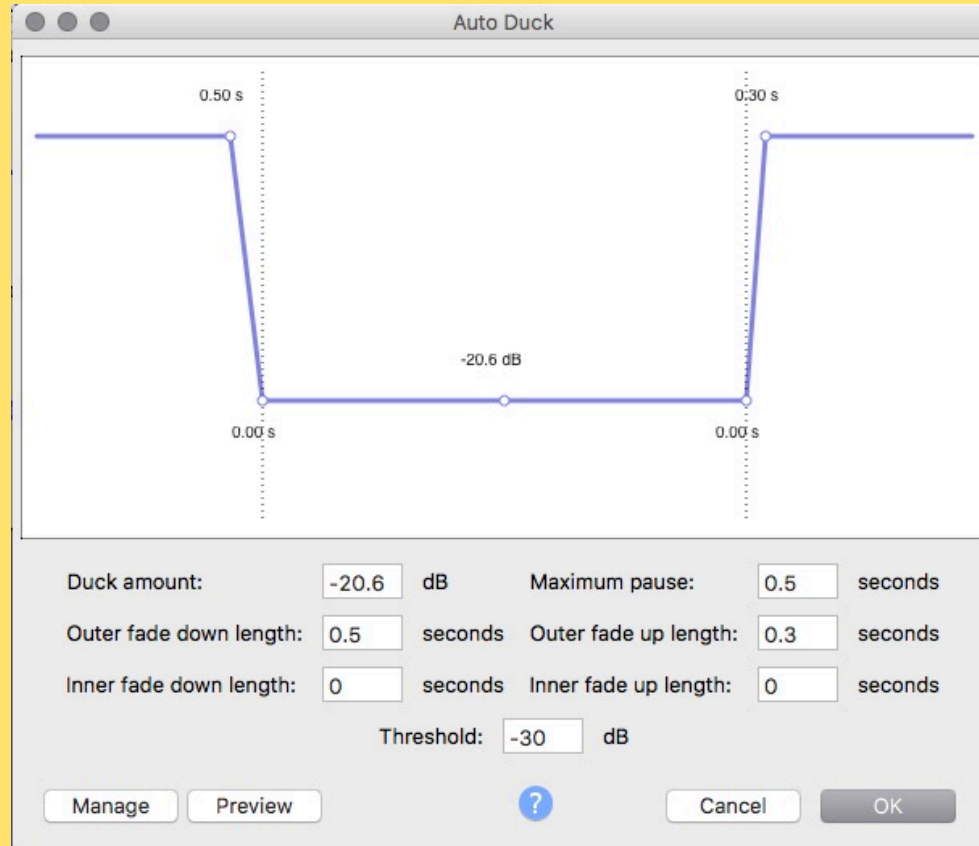 Auto Duck
0.50 s 0.30 s
-20.6 dB
0.00 s 0.00 s
Duck amount: -20.6 dB Maximum pause: 0.5 seconds
Outer fade down length: 0.5 seconds Outer fade up length: 0.3 seconds
Inner fade down length: 0 seconds Inner fade up length: 0 seconds
Threshold: -30 dB
Manage Preview ? Cancel OK